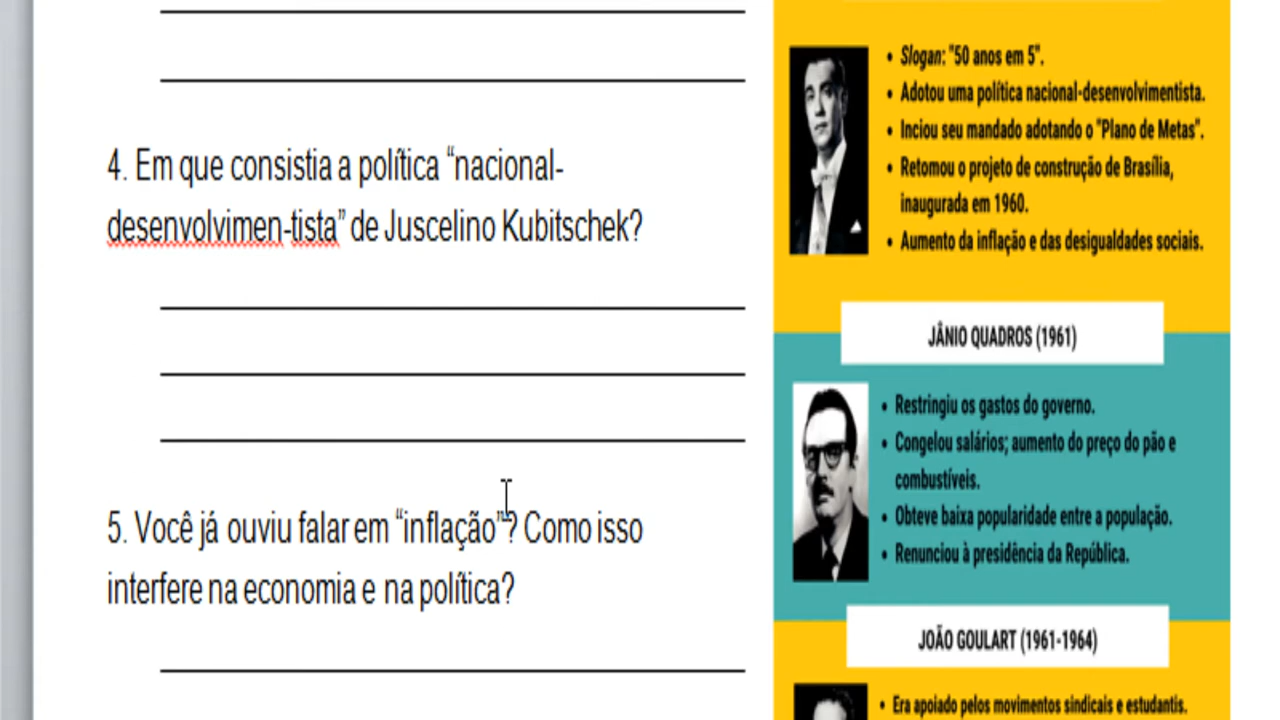 4. Em que consistia a política “nacional-
desenvolvimen-tista” de Juscelino Kubitschek?
5. Você já ouviu falar em “inflação”? Como isso
interfere na economia e na política?
• Slogan: "50 anos em 5".
• Adotou uma política nacional-desenvolvimentista.
• Inciou seu mandado adotando o "Plano de Metas".
• Retomou o projeto de construção de Brasília,
inaugurada em 1960.
• Aumento da inflação e das desigualdades sociais.
JÂNIO QUADROS (1961)
• Restringiu os gastos do governo.
• Congelou salários; aumento do preço do pão e
combustíveis.
• Obteve baixa popularidade entre a população.
• Renunciou à presidência da República.
JOÃO GOULART (1961-1964)
• Era apoiado pelos movimentos sindicais e estudantis.